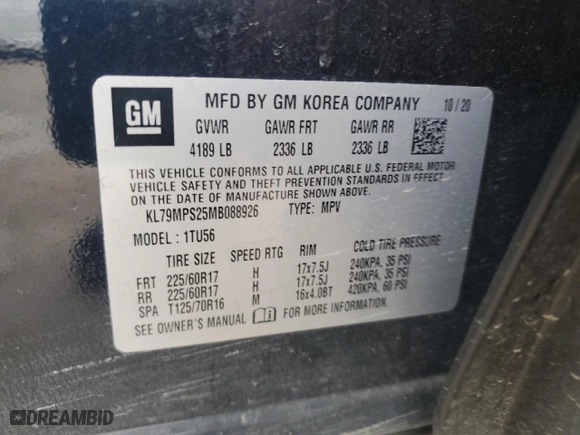 GM
MFD BY GM KOREA COMPANY 10/20
GVWR GAWR FRT GAWR RR
4189 LB 2336 LB 2336 LB
THIS VEHICLE CONFORMS TO ALL APPLICABLE U.S. FEDERAL MOTOR
VEHICLE SAFETY AND THEFT PREVENTION STANDARDS IN EFFECT
ON THE DATE OF MANUFACTURE SHOWN ABOVE.
KL79MPS25MB088926 TYPE: MPV
MODEL: 1TU56
TIRE SIZE SPEED RTG RIM COLD TIRE PRESSURE
FRT 225/60R17 H 17x7.5J 240KPA, 35 PSI
RR 225/60R17 H 17x7.5J 240KPA, 35 PSI
SPA T125/70R16 M 16x4.0BT 420KPA, 60 PSI
SEE OWNER'S MANUAL FOR MORE INFORMATION.
DREAMBID